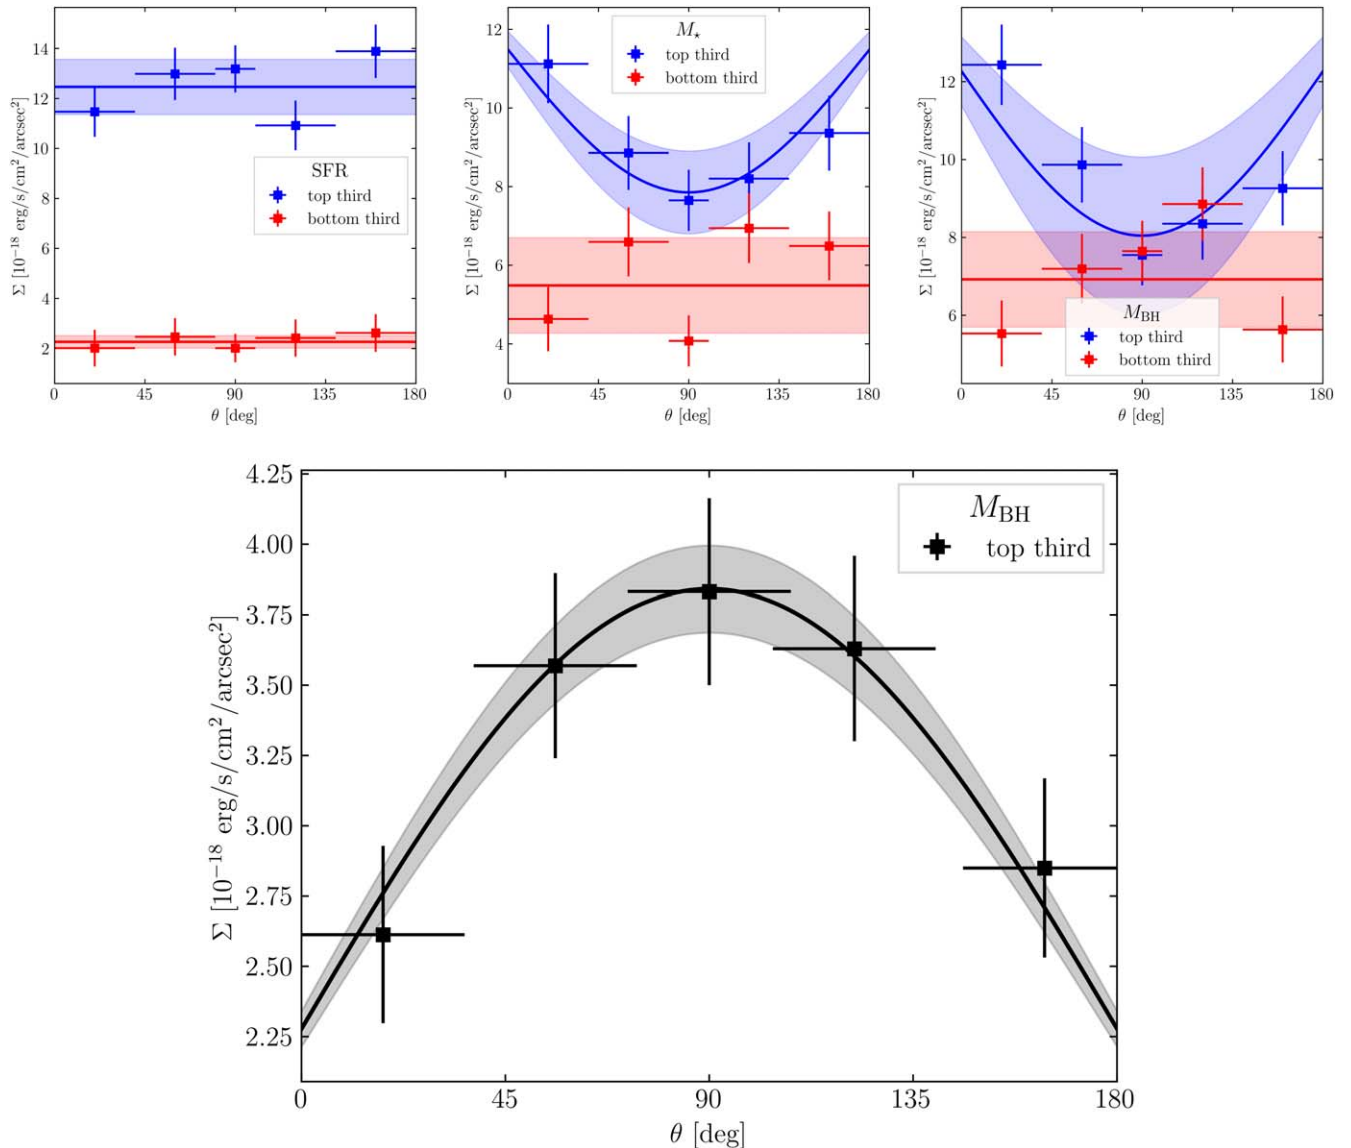 14
12
10
8
6
4
2
Σ [10⁻¹⁸ erg/s/cm²/arcsec²]
SFR
top third
bottom third
0 45 90 135 180
θ [deg]
12
10
8
6
4
Σ [10⁻¹⁸ erg/s/cm²/arcsec²]
M⋆
top third
bottom third
0 45 90 135 180
θ [deg]
12
10
8
6
Σ [10⁻¹⁸ erg/s/cm²/arcsec²]
M_BH
top third
bottom third
0 45 90 135 180
θ [deg]
4.25
4.00
3.75
3.50
3.25
3.00
2.75
2.50
2.25
Σ [10⁻¹⁸ erg/s/cm²/arcsec²]
M_BH
top third
0 45 90 135 180
θ [deg]